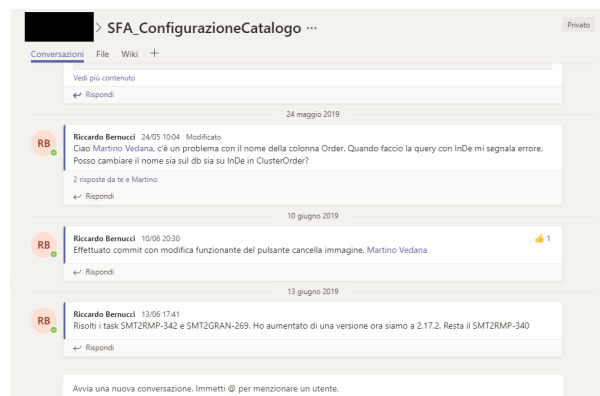 > SFA_ConfigurazioneCatalogo ...
Privato
Conversazioni File Wiki +
Vedi più contenuto
Rispondi
24 maggio 2019
RB
Riccardo Bernucci 24/05 10:04 Modificato
Ciao Martino Vedana, c'è un problema con il nome della colonna Order. Quando faccio la query con InDe mi segnala errore.
Posso cambiare il nome sia sul db sia su InDe in ClusterOrder?
2 risposte da te e Martino
Rispondi
10 giugno 2019
RB
Riccardo Bernucci 10/06 20:30
1
Effettuato commit con modifica funzionante del pulsante cancella immagine. Martino Vedana
Rispondi
13 giugno 2019
RB
Riccardo Bernucci 13/06 17:41
Risolti i task SMT2RMP-342 e SMT2GRAN-269. Ho aumentato di una versione ora siamo a 2.17.2. Resta il SMT2RMP-340
Rispondi
Avvia una nuova conversazione. Immetti @ per menzionare un utente.